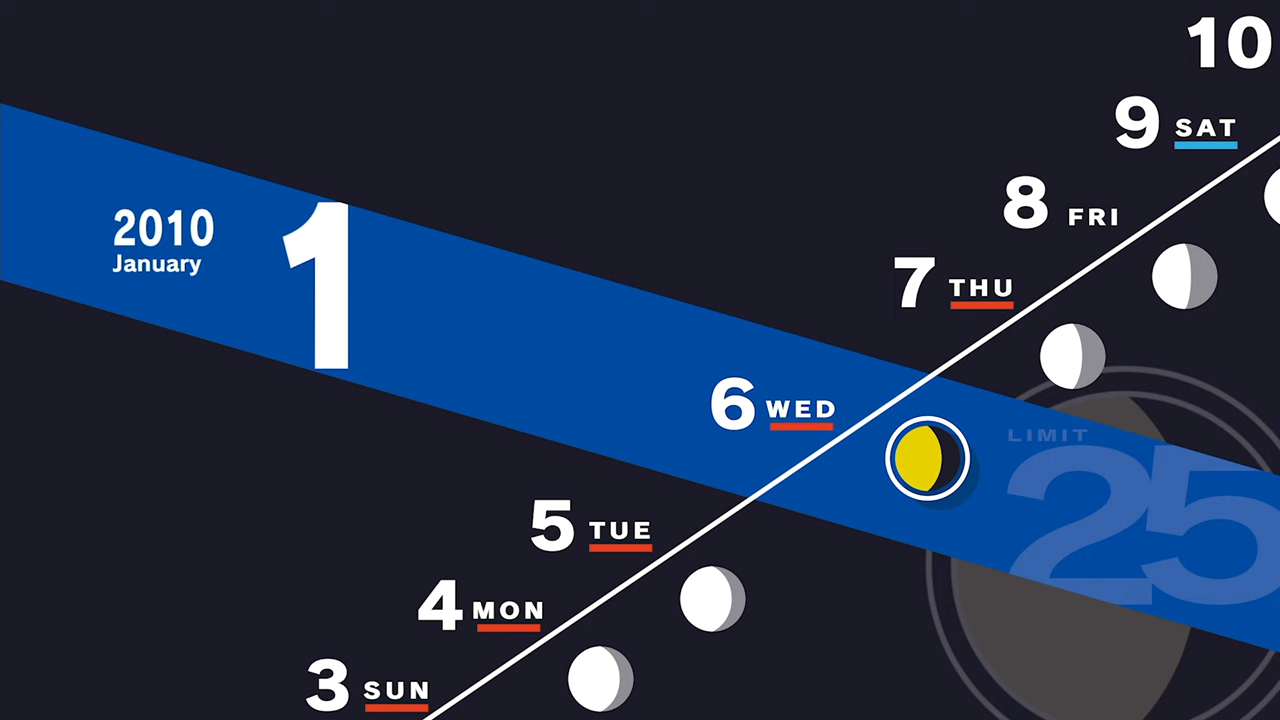 10
9 SAT
8 FRI
2010
January
1
7 THU
6 WED
LIMIT
25
5 TUE
4 MON
3 SUN